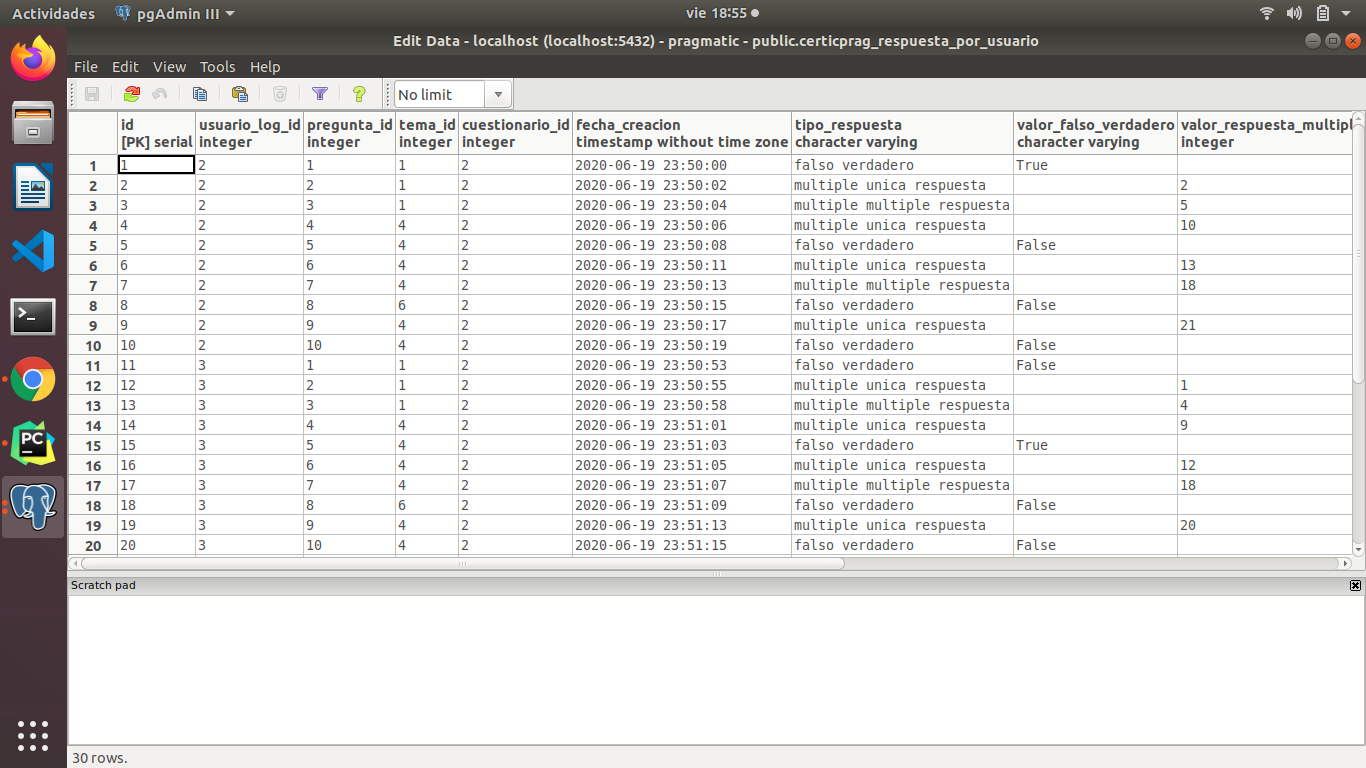 Actividades pgAdmin III vie 18:55
Edit Data - localhost (localhost:5432) - pragmatic - public.certicprag_respuesta_por_usuario
File Edit View Tools Help
No limit
id usuario_log_id pregunta_id tema_id cuestionario_id fecha_creacion tipo_respuesta valor_falso_verdadero valor_respuesta_multipl
[PK] serial integer integer integer integer timestamp without time zone character varying character varying integer
1 1 2 1 1 2 2020-06-19 23:50:00 falso verdadero True
2 2 2 2 1 2 2020-06-19 23:50:02 multiple unica respuesta 2
3 3 2 3 1 2 2020-06-19 23:50:04 multiple multiple respuesta 5
4 4 2 4 4 2 2020-06-19 23:50:06 multiple unica respuesta 10
5 5 2 5 4 2 2020-06-19 23:50:08 falso verdadero False
6 6 2 6 4 2 2020-06-19 23:50:11 multiple unica respuesta 13
7 7 2 7 4 2 2020-06-19 23:50:13 multiple multiple respuesta 18
8 8 2 8 6 2 2020-06-19 23:50:15 falso verdadero False
9 9 2 9 4 2 2020-06-19 23:50:17 multiple unica respuesta 21
10 10 2 10 4 2 2020-06-19 23:50:19 falso verdadero False
11 11 3 1 1 2 2020-06-19 23:50:53 falso verdadero False
12 12 3 2 1 2 2020-06-19 23:50:55 multiple unica respuesta 1
13 13 3 3 1 2 2020-06-19 23:50:58 multiple multiple respuesta 4
14 14 3 4 4 2 2020-06-19 23:51:01 multiple unica respuesta 9
15 15 3 5 4 2 2020-06-19 23:51:03 falso verdadero True
16 16 3 6 4 2 2020-06-19 23:51:05 multiple unica respuesta 12
17 17 3 7 4 2 2020-06-19 23:51:07 multiple multiple respuesta 18
18 18 3 8 6 2 2020-06-19 23:51:09 falso verdadero False
19 19 3 9 4 2 2020-06-19 23:51:13 multiple unica respuesta 20
20 20 3 10 4 2 2020-06-19 23:51:15 falso verdadero False
Scratch pad
30 rows.
PC